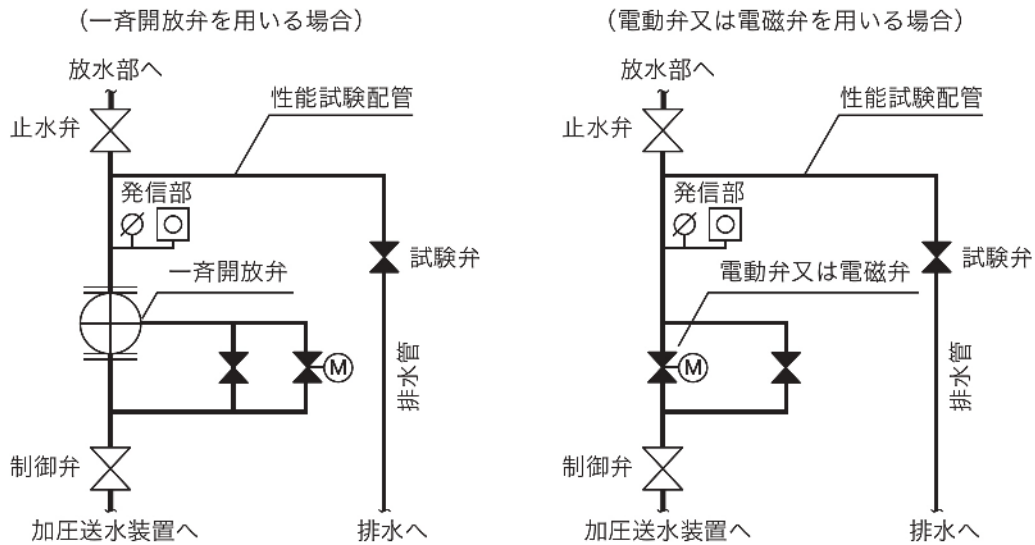 （一斉開放弁を用いる場合）
放水部へ
性能試験配管
止水弁
発信部
試験弁
一斉開放弁
M
排水管
制御弁
加圧送水装置へ
排水へ
（電動弁又は電磁弁を用いる場合）
放水部へ
性能試験配管
止水弁
発信部
試験弁
電動弁又は電磁弁
M
排水管
制御弁
加圧送水装置へ
排水へ